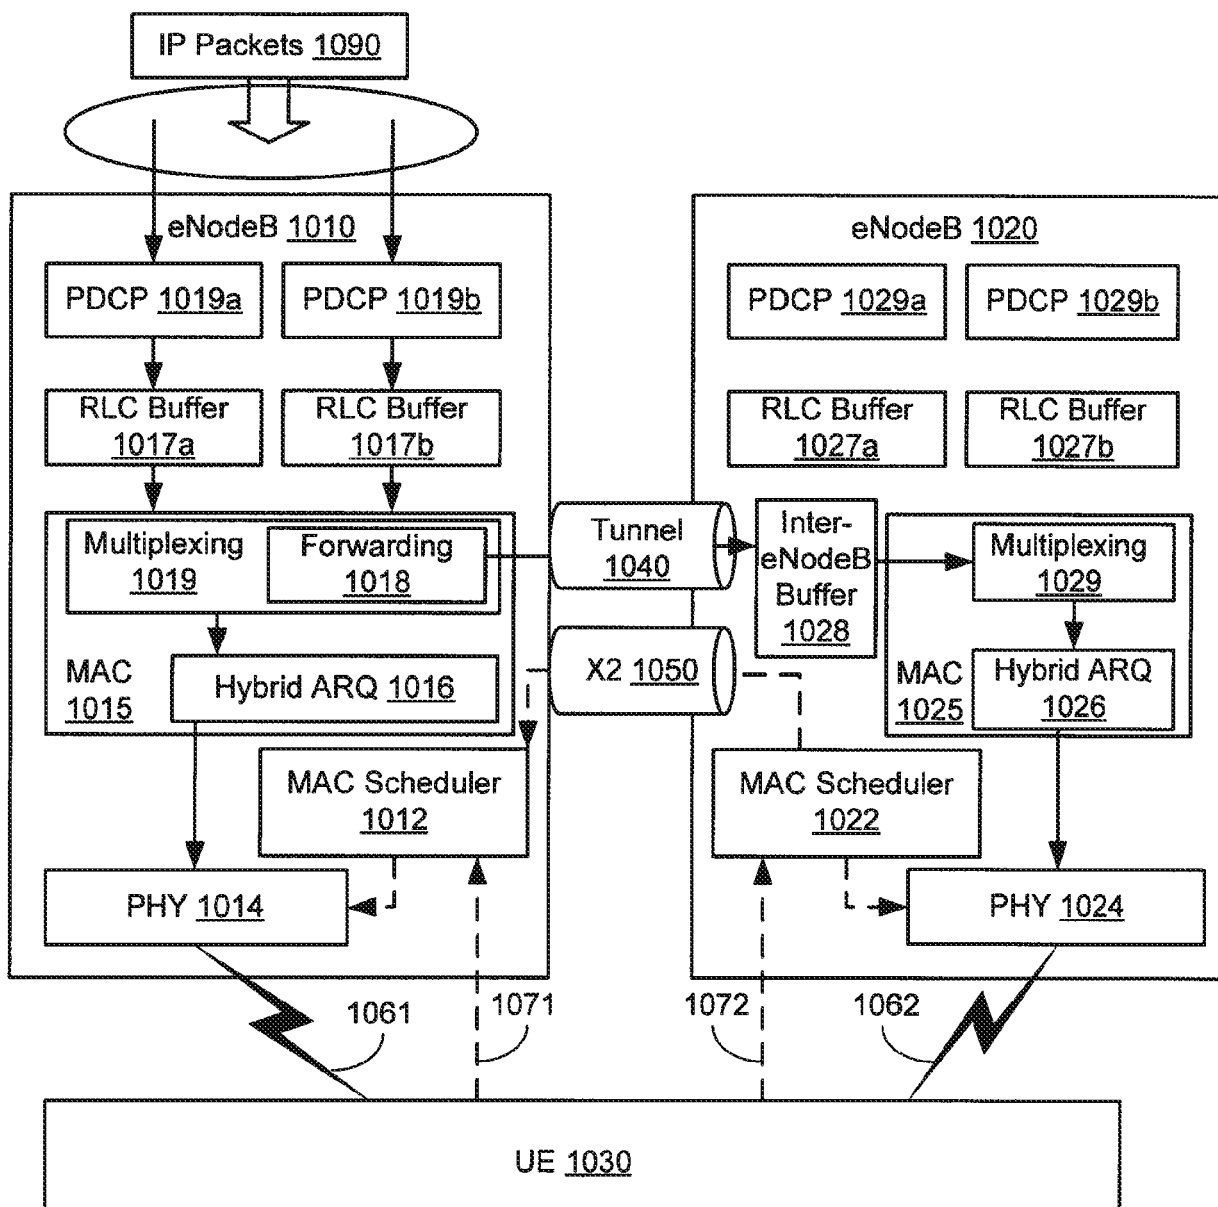 IP Packets 1090
eNodeB 1010
PDCP 1019a
PDCP 1019b
RLC Buffer
1017a
RLC Buffer
1017b
Multiplexing
1019
Forwarding
1018
MAC
1015
Hybrid ARQ 1016
MAC Scheduler
1012
PHY 1014
Tunnel
1040
X2 1050
eNodeB 1020
PDCP 1029a
PDCP 1029b
RLC Buffer
1027a
RLC Buffer
1027b
Inter-
eNodeB
Buffer
1028
Multiplexing
1029
MAC
1025
Hybrid ARQ
1026
MAC Scheduler
1022
PHY 1024
1061
1071
1072
1062
UE 1030